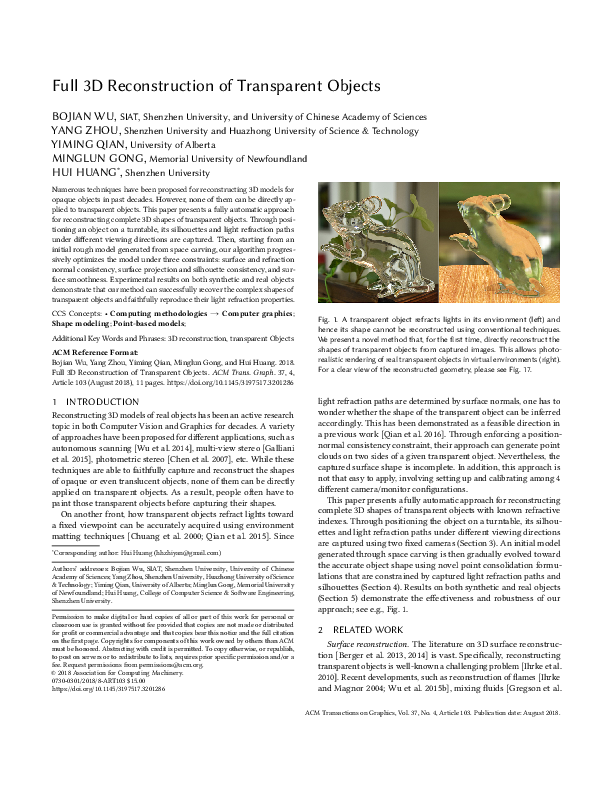 Full 3D Reconstruction of Transparent Objects
BOJIAN WU, SIAT, Shenzhen University, and University of Chinese Academy of Sciences
YANG ZHOU, Shenzhen University and Huazhong University of Science & Technology
YIMING QIAN, University of Alberta
MINGLUN GONG, Memorial University of Newfoundland
HUI HUANG*, Shenzhen University
Numerous techniques have been proposed for reconstructing 3D models for
opaque objects in past decades. However, none of them can be directly ap-
plied to transparent objects. This paper presents a fully automatic approach
for reconstructing complete 3D shapes of transparent objects. Through posi-
tioning an object on a turntable, its silhouettes and light refraction paths
under different viewing directions are captured. Then, starting from an
initial rough model generated from space carving, our algorithm progres-
sively optimizes the model under three constraints: surface and refraction
normal consistency, surface projection and silhouette consistency, and sur-
face smoothness. Experimental results on both synthetic and real objects
demonstrate that our method can successfully recover the complex shapes of
transparent objects and faithfully reproduce their light refraction properties.
CCS Concepts: • Computing methodologies → Computer graphics;
Shape modeling; Point-based models;
Additional Key Words and Phrases: 3D reconstruction, transparent Objects
ACM Reference Format:
Bojian Wu, Yang Zhou, Yiming Qian, Minglun Gong, and Hui Huang. 2018.
Full 3D Reconstruction of Transparent Objects. ACM Trans. Graph. 37, 4,
Article 103 (August 2018), 11 pages. https://doi.org/10.1145/3197517.3201286
1 INTRODUCTION
Reconstructing 3D models of real objects has been an active research
topic in both Computer Vision and Graphics for decades. A variety
of approaches have been proposed for different applications, such as
autonomous scanning [Wu et al. 2014], multi-view stereo [Galliani
et al. 2015], photometric stereo [Chen et al. 2007], etc. While these
techniques are able to faithfully capture and reconstruct the shapes
of opaque or even translucent objects, none of them can be directly
applied on transparent objects. As a result, people often have to
paint those transparent objects before capturing their shapes.
On another front, how transparent objects refract lights toward
a fixed viewpoint can be accurately acquired using environment
matting techniques [Chuang et al. 2000; Qian et al. 2015]. Since
*Corresponding author: Hui Huang (hhzhiyan@gmail.com)
Authors' addresses: Bojian Wu, SIAT, Shenzhen University, University of Chinese
Academy of Sciences; Yang Zhou, Shenzhen University, Huazhong University of Science
& Technology; Yiming Qian, University of Alberta; Minglun Gong, Memorial University
of Newfoundland; Hui Huang, College of Computer Science & Software Engineering,
Shenzhen University.
Permission to make digital or hard copies of all or part of this work for personal or
classroom use is granted without fee provided that copies are not made or distributed
for profit or commercial advantage and that copies bear this notice and the full citation
on the first page. Copyrights for components of this work owned by others than ACM
must be honored. Abstracting with credit is permitted. To copy otherwise, or republish,
to post on servers or to redistribute to lists, requires prior specific permission and/or a
fee. Request permissions from permissions@acm.org.
© 2018 Association for Computing Machinery.
0730-0301/2018/8-ART103 $15.00
https://doi.org/10.1145/3197517.3201286
Fig. 1. A transparent object refracts lights in its environment (left) and
hence its shape cannot be reconstructed using conventional techniques.
We present a novel method that, for the first time, directly reconstruct the
shapes of transparent objects from captured images. This allows photo-
realistic rendering of real transparent objects in virtual environments (right).
For a clear view of the reconstructed geometry, please see Fig. 17.
light refraction paths are determined by surface normals, one has to
wonder whether the shape of the transparent object can be inferred
accordingly. This has been demonstrated as a feasible direction in
a previous work [Qian et al. 2016]. Through enforcing a position-
normal consistency constraint, their approach can generate point
clouds on two sides of a given transparent object. Nevertheless, the
captured surface shape is incomplete. In addition, this approach is
not that easy to apply, involving setting up and calibrating among 4
different camera/monitor configurations.
This paper presents a fully automatic approach for reconstructing
complete 3D shapes of transparent objects with known refractive
indexes. Through positioning the object on a turntable, its silhou-
ettes and light refraction paths under different viewing directions
are captured using two fixed cameras (Section 3). An initial model
generated through space carving is then gradually evolved toward
the accurate object shape using novel point consolidation formu-
lations that are constrained by captured light refraction paths and
silhouettes (Section 4). Results on both synthetic and real objects
(Section 5) demonstrate the effectiveness and robustness of our
approach; see e.g., Fig. 1.
2 RELATED WORK
Surface reconstruction. The literature on 3D surface reconstruc-
tion [Berger et al. 2013, 2014] is vast. Specifically, reconstructing
transparent objects is well-known a challenging problem [Ihrke et al.
2010]. Recent developments, such as reconstruction of flames [Ihrke
and Magnor 2004; Wu et al. 2015b], mixing fluids [Gregson et al.
ACM Transactions on Graphics, Vol. 37, No. 4, Article 103. Publication date: August 2018.